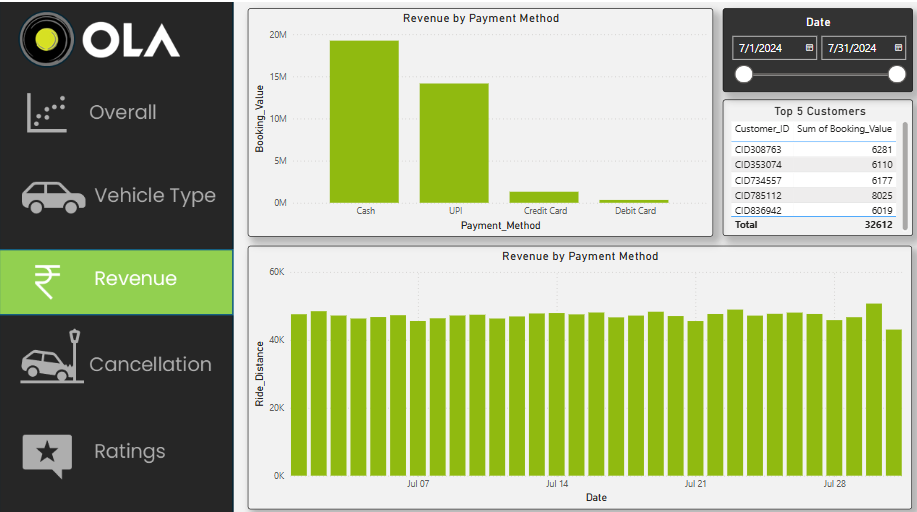 OLA
Overall
Vehicle Type
Revenue
Cancellation
Ratings
Revenue by Payment Method
Booking_Value
20M
15M
10M
5M
0M
Cash UPI Credit Card Debit Card
Payment_Method
Date
7/1/2024 7/31/2024
Top 5 Customers
Customer_ID Sum of Booking_Value
CID308763 6281
CID353074 6110
CID734557 6177
CID785112 8025
CID836942 6019
Total 32612
Revenue by Payment Method
Ride_Distance
60K
40K
20K
0K
Jul 07 Jul 14 Jul 21 Jul 28
Date